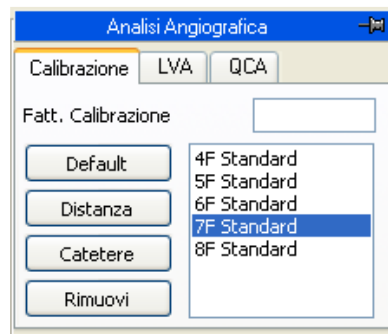 Analisi Angiografica
Calibrazione LVA QCA
Fatt. Calibrazione
Default
Distanza
Catetere
Rimuovi
4F Standard
5F Standard
6F Standard
7F Standard
8F Standard